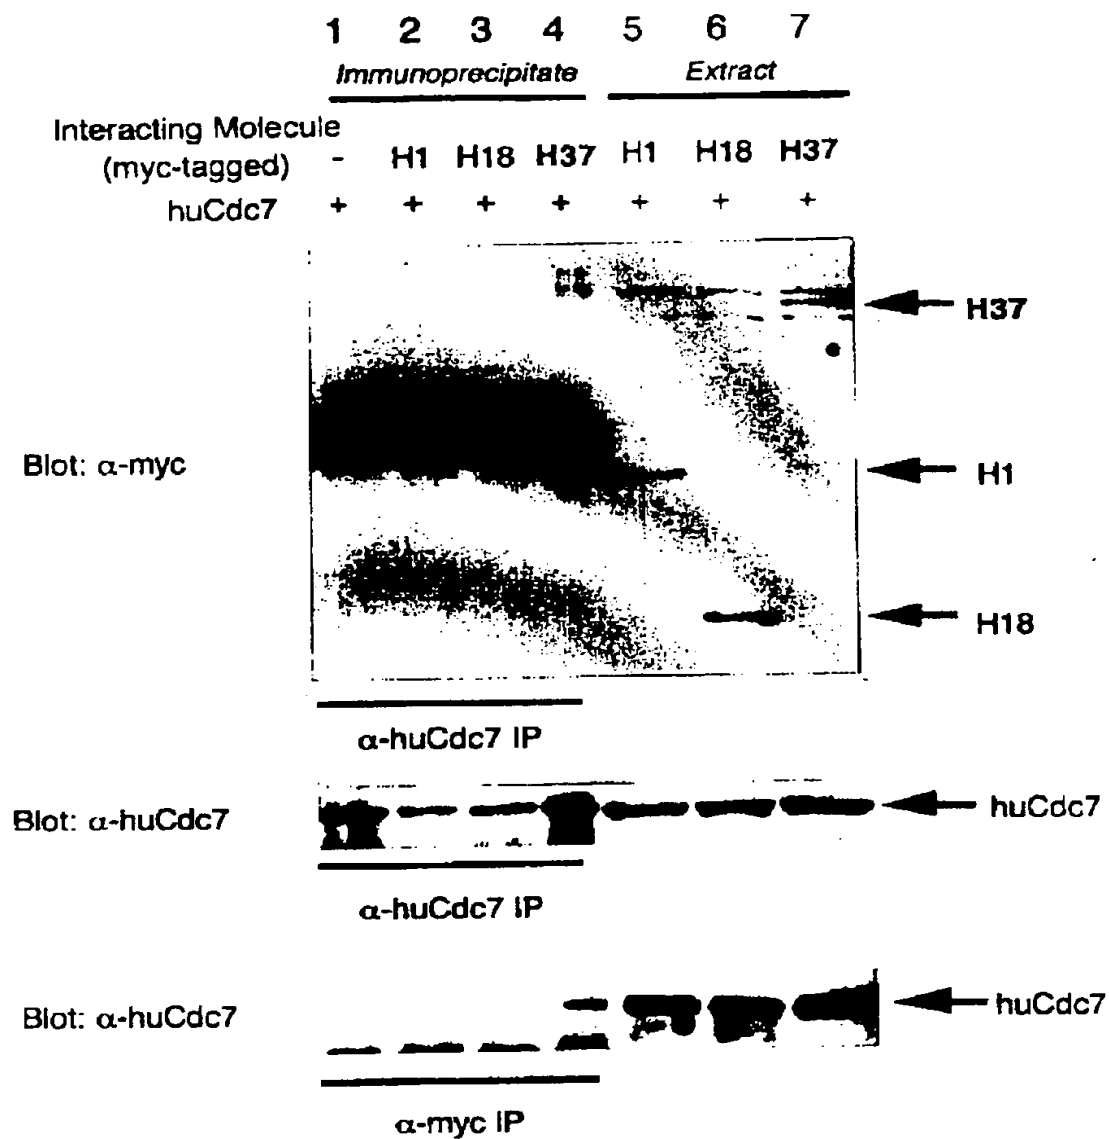 1 2 3 4 5 6 7
Immunoprecipitate Extract
Interacting Molecule
(myc-tagged) - H1 H18 H37 H1 H18 H37
huCdc7 + + + + + + +
H37
Blot: α-myc
H1
H18
α-huCdc7 IP
Blot: α-huCdc7 huCdc7
α-huCdc7 IP
Blot: α-huCdc7 huCdc7
α-myc IP